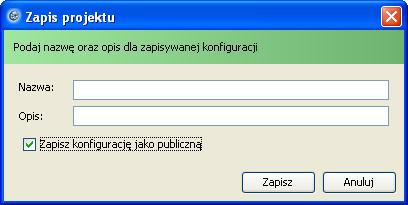 Zapis projektu
Podaj nazwę oraz opis dla zapisywanej konfiguracji
Nazwa:
Opis:
Zapisz konfigurację jako publiczną
Zapisz Anuluj